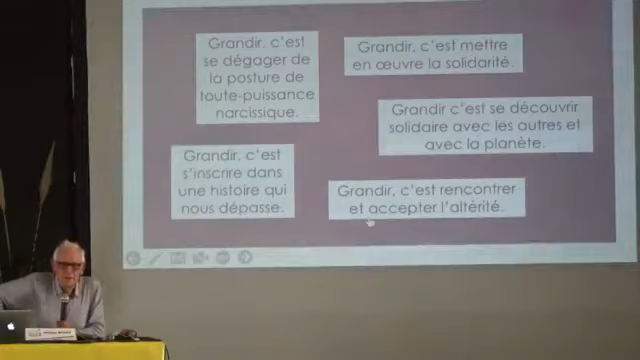 Grandir, c'est
se dégager de
la posture de
toute-puissance
narcissique.
Grandir, c'est mettre
en œuvre la solidarité.
Grandir c'est se découvrir
solidaire avec les autres et
avec la planète.
Grandir, c'est
s'inscrire dans
une histoire qui
nous dépasse.
Grandir, c'est rencontrer
et accepter l'altérité.